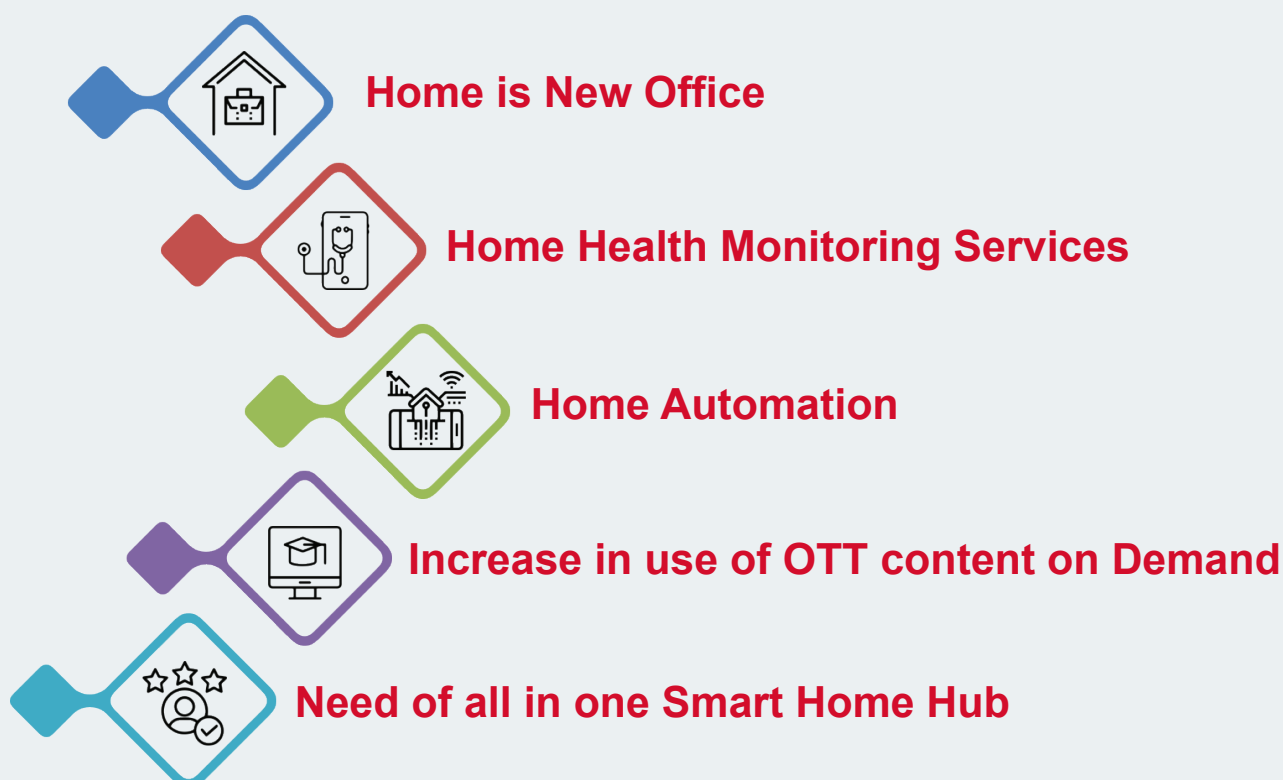 Home is New Office
Home Health Monitoring Services
Home Automation
Increase in use of OTT content on Demand
Need of all in one Smart Home Hub